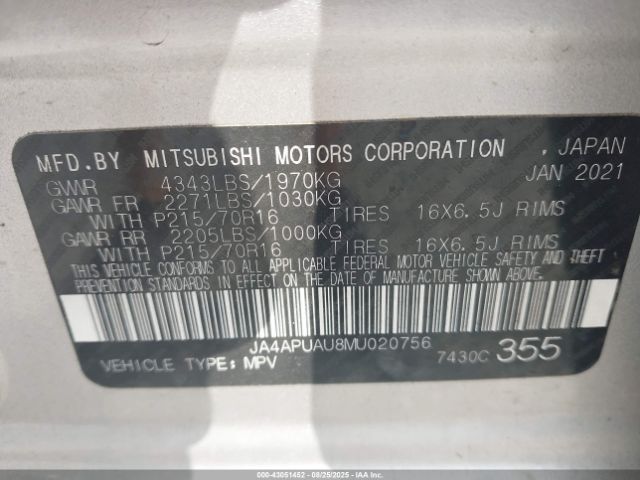 MFD.BY MITSUBISHI MOTORS CORPORATION , JAPAN
GVWR 4343LBS/1970KG JAN 2021
GAWR FR 2271LBS/1030KG
WITH P215/70R16 TIRES 16X6.5J RIMS
GAWR RR 2205LBS/1000KG
WITH P215/70R16 TIRES 16X6.5J RIMS
THIS VEHICLE CONFORMS TO ALL APPLICABLE FEDERAL MOTOR VEHICLE SAFETY AND THEFT
PREVENTION STANDARDS IN EFFECT ON THE DATE OF MANUFACTURE SHOWN ABOVE.
JA4APUAU8MU020756
VEHICLE TYPE: MPV 7430C 355
000-43051452 - 08/25/2025 - Copyright IAA, LLC.